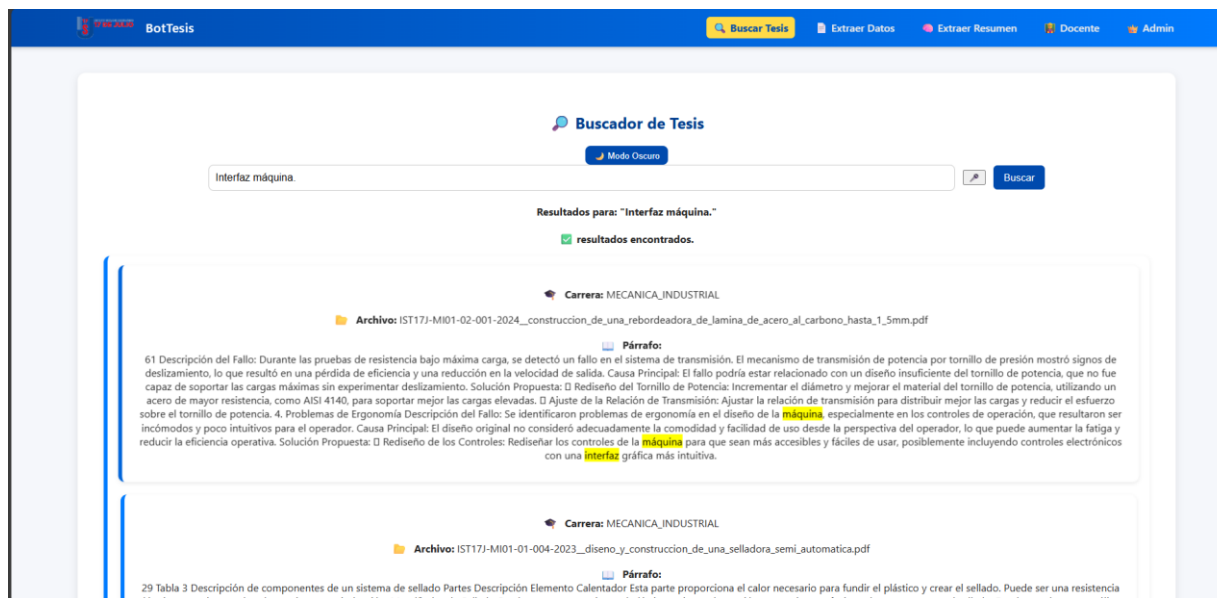 17 DE JULIO
BotTesis
Buscar Tesis
Extraer Datos
Extraer Resumen
Docente
Admin
Buscador de Tesis
Modo Oscuro
Interfaz máquina.
Buscar
Resultados para: "Interfaz máquina."
resultados encontrados.
Carrera: MECANICA_INDUSTRIAL
Archivo: IST17J-MI01-02-001-2024__construccion_de_una_rebordeadora_de_lamina_de_acero_al_carbono_hasta_1_5mm.pdf
Párrafo:
61 Descripción del Fallo: Durante las pruebas de resistencia bajo máxima carga, se detectó un fallo en el sistema de transmisión. El mecanismo de transmisión de potencia por tornillo de presión mostró signos de
deslizamiento, lo que resultó en una pérdida de eficiencia y una reducción en la velocidad de salida. Causa Principal: El fallo podría estar relacionado con un diseño insuficiente del tornillo de potencia, que no fue
capaz de soportar las cargas máximas sin experimentar deslizamiento. Solución Propuesta: Rediseño del Tornillo de Potencia: Incrementar el diámetro y mejorar el material del tornillo de potencia, utilizando un
acero de mayor resistencia, como AISI 4140, para soportar mejor las cargas elevadas. Ajuste de la Relación de Transmisión: Ajustar la relación de transmisión para distribuir mejor las cargas y reducir el esfuerzo
sobre el tornillo de potencia. 4. Problemas de Ergonomía Descripción del Fallo: Se identificaron problemas de ergonomía en el diseño de la máquina, especialmente en los controles de operación, que resultaron ser
incómodos y poco intuitivos para el operador. Causa Principal: El diseño original no consideró adecuadamente la comodidad y facilidad de uso desde la perspectiva del operador, lo que puede aumentar la fatiga y
reducir la eficiencia operativa. Solución Propuesta: Rediseño de los Controles: Rediseñar los controles de la máquina para que sean más accesibles y fáciles de usar, posiblemente incluyendo controles electrónicos
con una interfaz gráfica más intuitiva.
Carrera: MECANICA_INDUSTRIAL
Archivo: IST17J-MI01-01-004-2023__diseno_y_construccion_de_una_selladora_semi_automatica.pdf
Párrafo:
29 Tabla 3 Descripción de componentes de un sistema de sellado Partes Descripción Elemento Calentador Esta parte proporciona el calor necesario para fundir el plástico y crear el sellado. Puede ser una resistencia